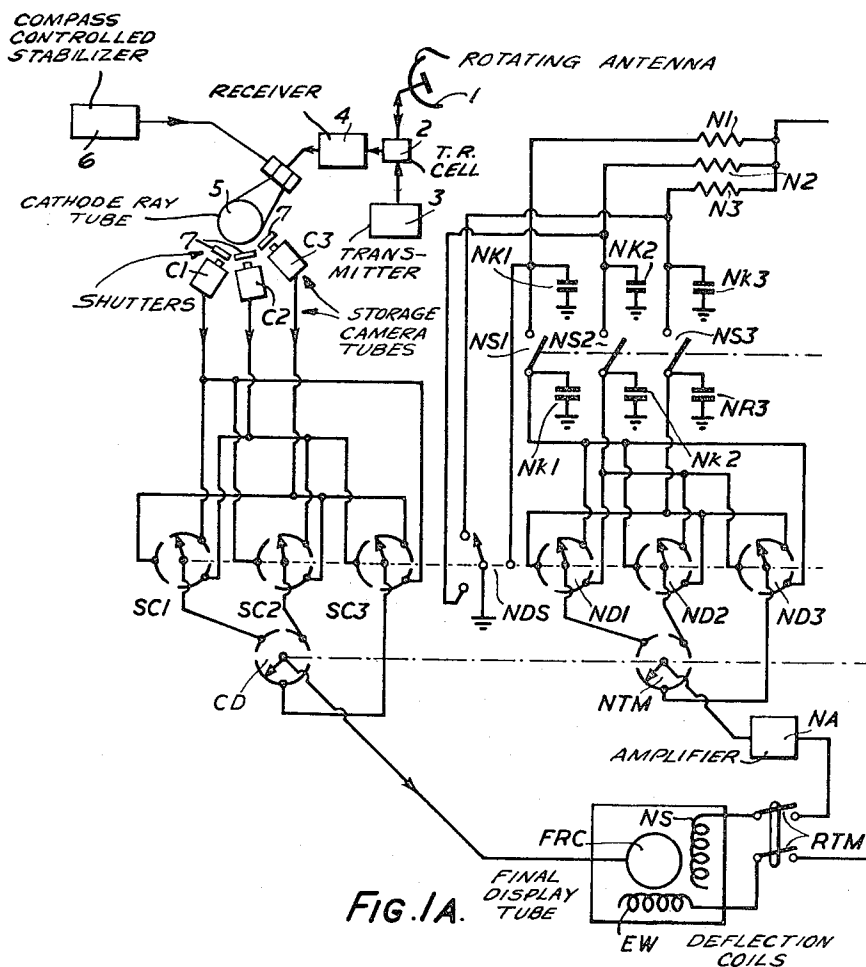 COMPASS
CONTROLLED
STABILIZER
6
RECEIVER
4
ROTATING ANTENNA
1
2
T.R.
CELL
3
TRANS-
MITTER
5
CATHODE RAY
TUBE
7
7
C1
C2
C3
SHUTTERS
STORAGE
CAMERA
TUBES
N1
N2
N3
NK1
NK2
NK3
NS1
NS2
NS3
Nk1
Nk2
NR3
SC1
SC2
SC3
NDS
ND1
ND2
ND3
CD
NTM
NA
AMPLIFIER
NS
FRC
RTM
FINAL
DISPLAY
TUBE
EW
DEFLECTION
COILS
FIG. 1A.